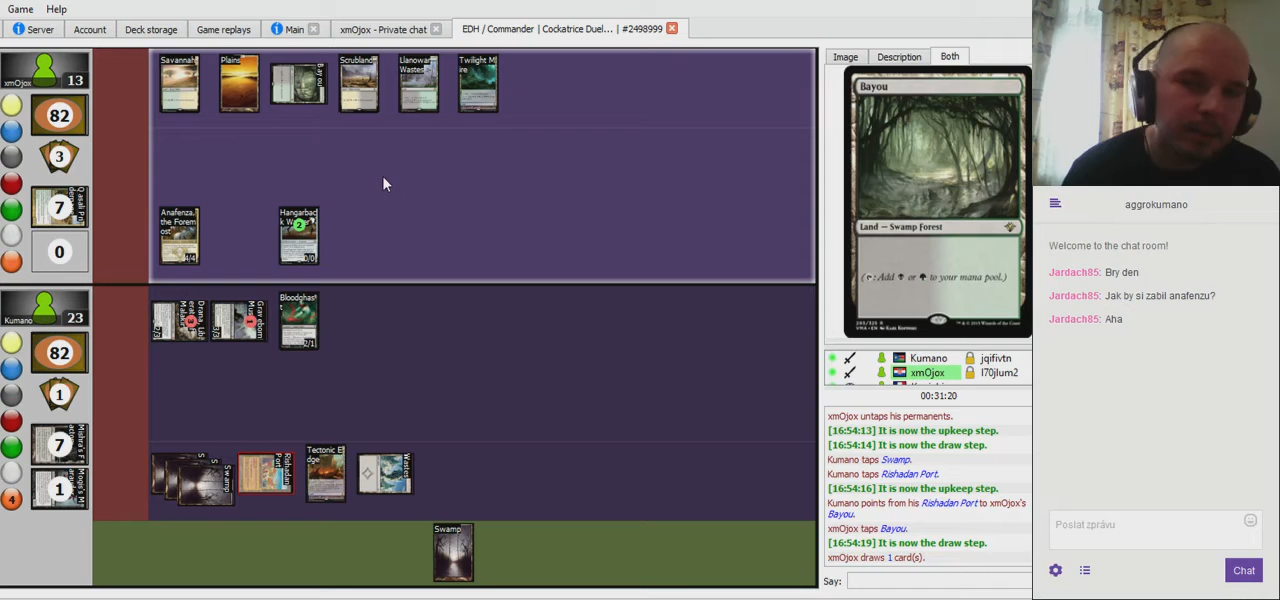 Game Help
Server Account Deck storage Game replays Main xmOjox - Private chat EDH / Commander | Cockatrice Duel... | #2498999
xmOjox 13
82
3
7
0
Savannah Plains Bayou Scrubland Llanowar Wastes Twilight Mire
Anafenza, the Foremost 4/4
Hangarback Walker 2 0/0
Kumano 23
82
1
7
1
4
Bloodghast 2/1
Swamp Rishadan Port Tectonic Edge Wastes
Swamp
Image Description Both
Bayou
Land — Swamp Forest
( : Add or to your mana pool.)
Kumano jqifivtn
xmOjox l70jlum2
00:31:20
xmOjox untaps his permanents.
[16:54:13] It is now the upkeep step.
[16:54:14] It is now the draw step.
Kumano taps Swamp.
Kumano taps Rishadan Port.
[16:54:16] It is now the upkeep step.
Kumano points from his Rishadan Port to xmOjox's
Bayou.
xmOjox taps Bayou.
[16:54:19] It is now the draw step.
xmOjox draws 1 card(s).
Say:
aggrokumano
Welcome to the chat room!
Jardach85: Bry den
Jardach85: Jak by si zabil anafenzu?
Jardach85: Aha
Poslat zprávu
Chat